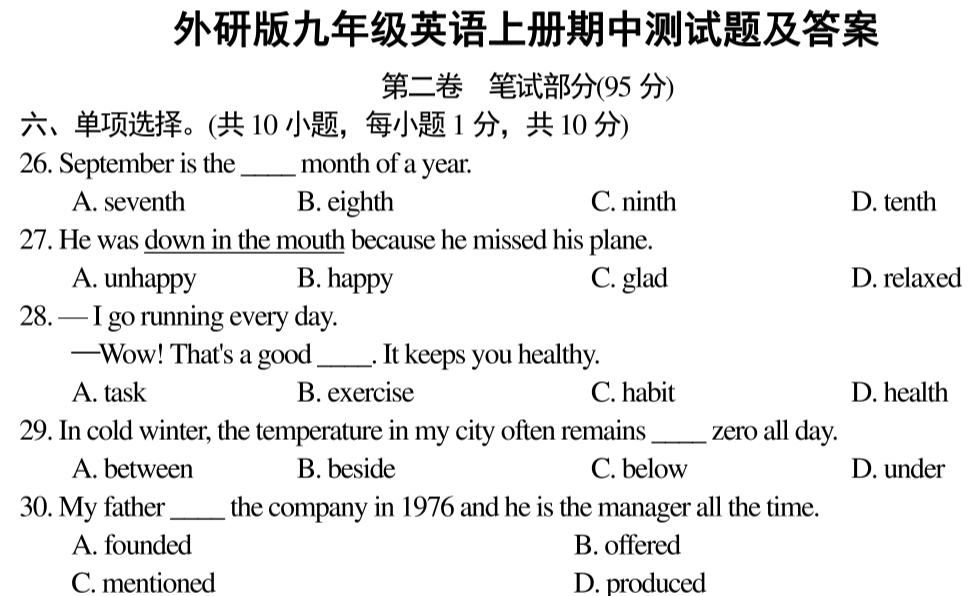 外研版九年级英语上册期中测试题及答案
第二卷 笔试部分(95 分)
六、单项选择。(共 10 小题，每小题 1 分，共 10 分)
26. September is the ____ month of a year.
A. seventh B. eighth C. ninth D. tenth
27. He was down in the mouth because he missed his plane.
A. unhappy B. happy C. glad D. relaxed
28. — I go running every day.
—Wow! That's a good ____. It keeps you healthy.
A. task B. exercise C. habit D. health
29. In cold winter, the temperature in my city often remains ____ zero all day.
A. between B. beside C. below D. under
30. My father ____ the company in 1976 and he is the manager all the time.
A. founded B. offered
C. mentioned D. produced